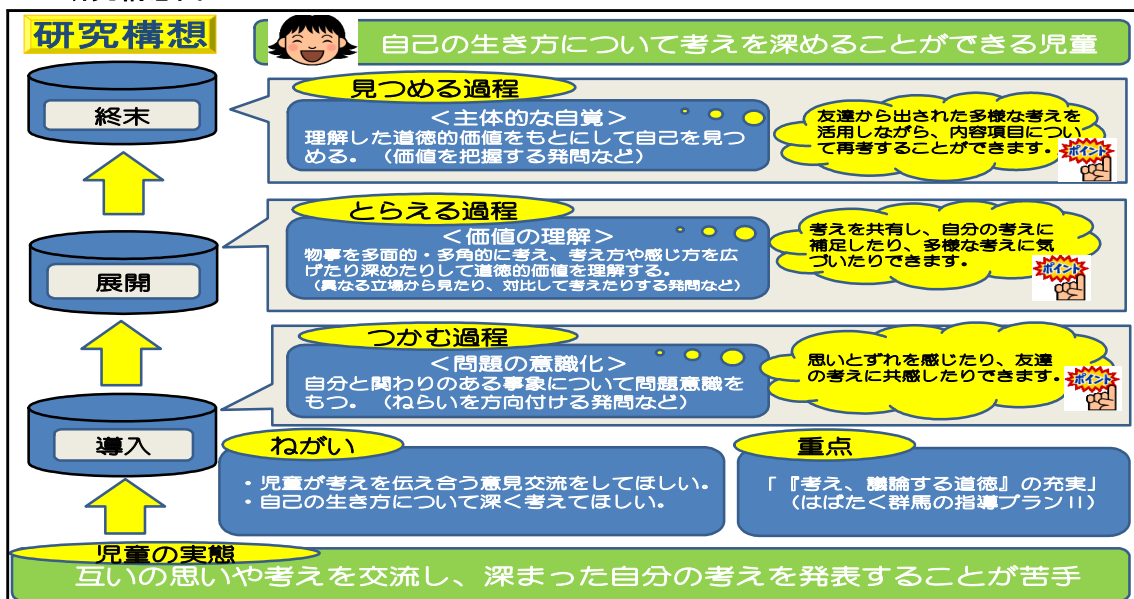 研究構想
自己の生き方について考えを深めることができる児童
終末
見つめる過程
＜主体的な自覚＞
理解した道徳的価値をもとにして自己を見つ
める。（価値を把握する発問など）
友達から出された多様な考えを
活用しながら、内容項目につい
て再考することができます。
ポイント
展開
とらえる過程
＜価値の理解＞
物事を多面的・多角的に考え、考え方や感じ方を広
げたり深めたりして道徳的価値を理解する。
（異なる立場から見たり、対比して考えたりする発問など）
考えを共有し、自分の考えに
補足したり、多様な考えに気
づいたりできます。
ポイント
導入
つかむ過程
＜問題の意識化＞
自分と関わりのある事象について問題意識を
もつ。（ねらいを方向付ける発問など）
思いとずれを感じたり、友達
の考えに共感したりできます。
ポイント
ねがい
・児童が考えを伝え合う意見交流をしてほしい。
・自己の生き方について深く考えてほしい。
重点
「『考え、議論する道徳』の充実」
（はばたく群馬の指導プランⅡ）
児童の実態
互いの思いや考えを交流し、深まった自分の考えを発表することが苦手